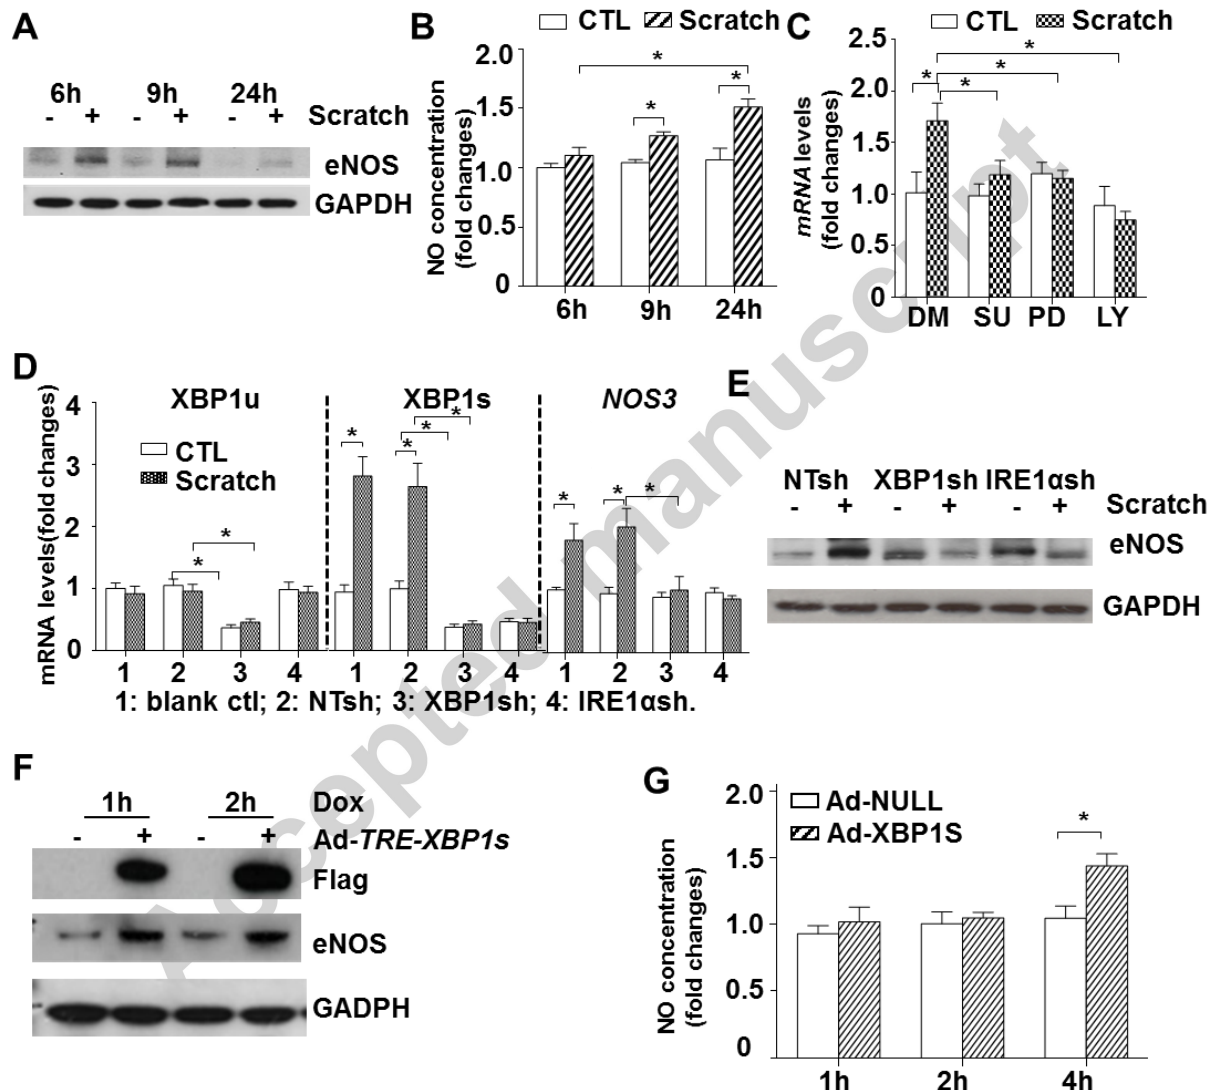 A
6h 9h 24h
- + - + - + Scratch
eNOS
GAPDH
B
CTL Scratch
NO concentration
(fold changes)
2.0
1.5
1.0
0.5
0
* * *
6h 9h 24h
C
CTL Scratch
mRNA levels
(fold changes)
2.5
2.0
1.5
1.0
0.5
0
* * * *
DM SU PD LY
D
XBP1u XBP1s NOS3
CTL
Scratch
mRNA levels(fold changes)
4
3
2
1
0
* * * * * * * * *
1 2 3 4 1 2 3 4 1 2 3 4
1: blank ctl; 2: NTsh; 3: XBP1sh; 4: IRE1αsh.
E
NTsh XBP1sh IRE1αsh
- + - + - + Scratch
eNOS
GAPDH
F
1h 2h Dox
- + - + Ad-TRE-XBP1s
Flag
eNOS
GADPH
G
Ad-NULL
Ad-XBP1S
NO concentration
(fold changes)
2.0
1.5
1.0
0.5
0
*
1h 2h 4h
Accepted manuscript